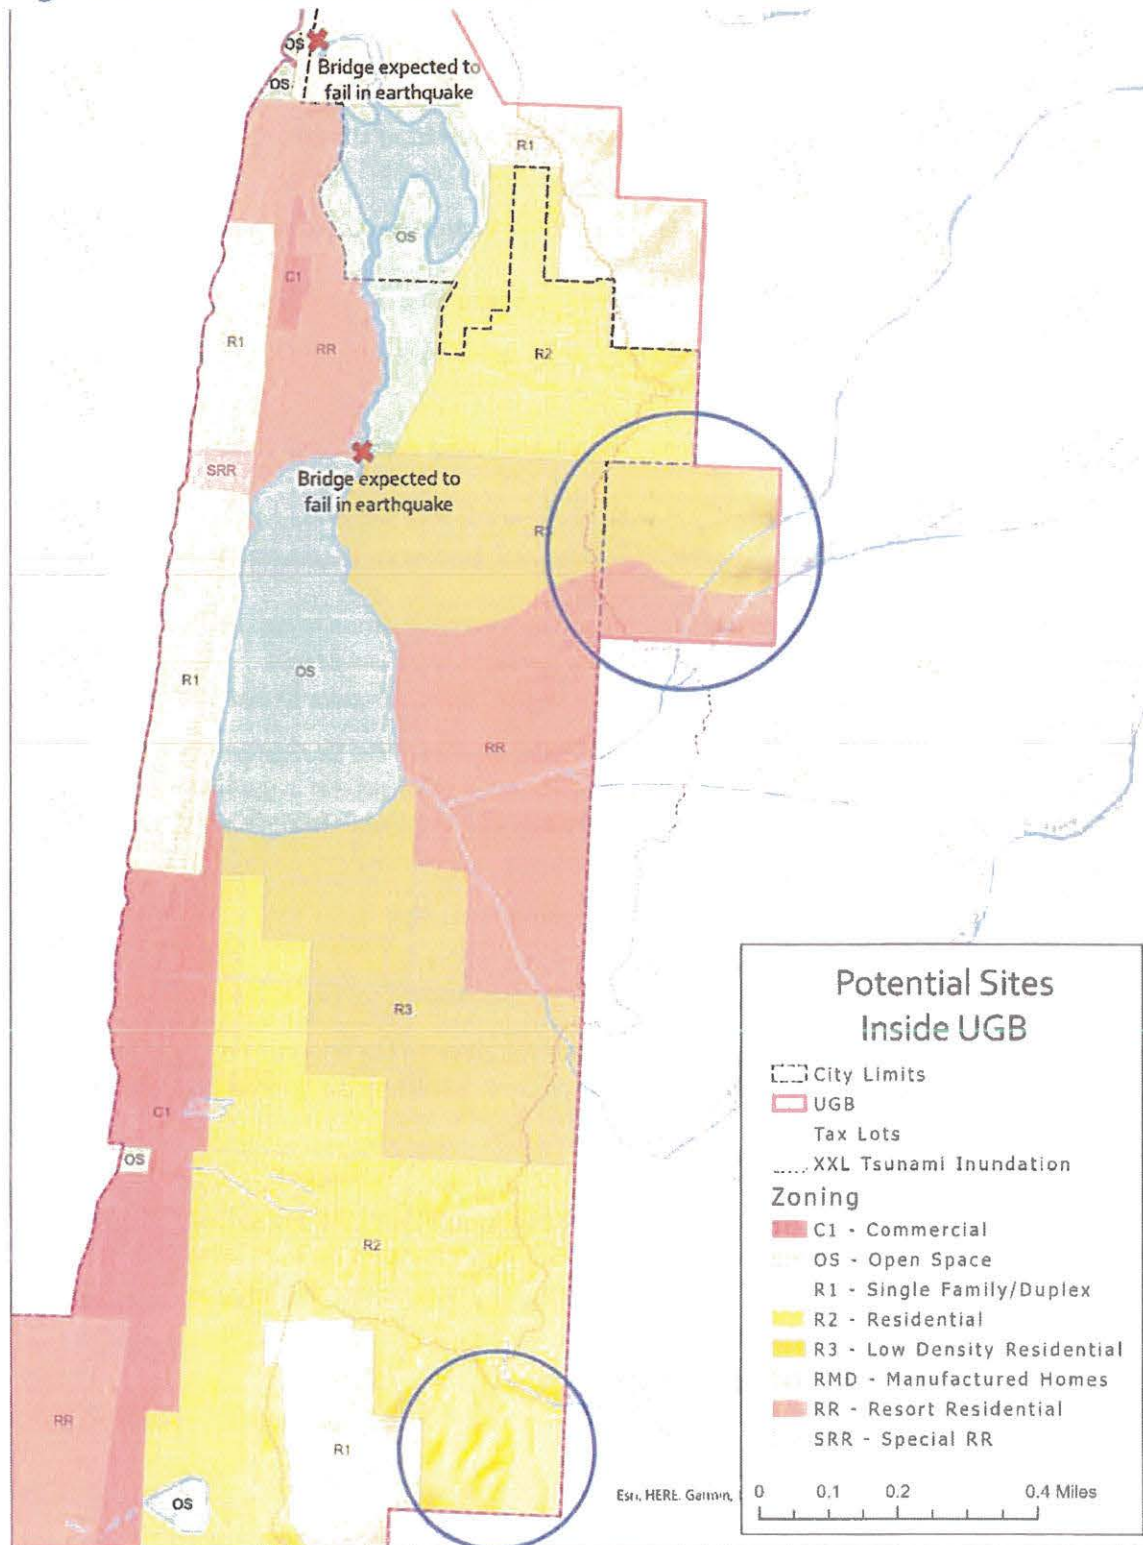 OS
Bridge expected to
fail in earthquake
OS
R1
OS
C1
R1
RR
R2
SRR
Bridge expected to
fail in earthquake
R3
OS
R1
RR
R3
C1
OS
R2
RR
R1
OS
Potential Sites
Inside UGB
City Limits
UGB
Tax Lots
XXL Tsunami Inundation
Zoning
C1 - Commercial
OS - Open Space
R1 - Single Family/Duplex
R2 - Residential
R3 - Low Density Residential
RMD - Manufactured Homes
RR - Resort Residential
SRR - Special RR
Esri, HERE, Garmin,
0 0.1 0.2 0.4 Miles